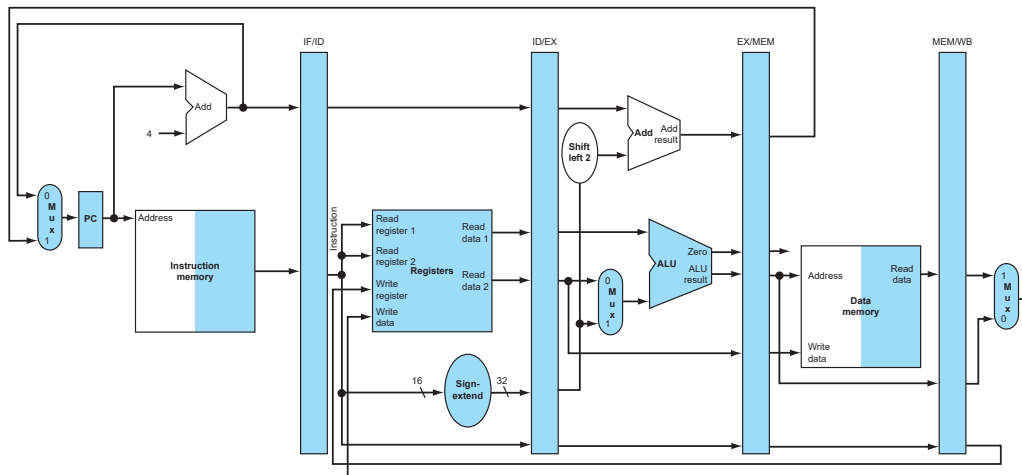 IF/ID
ID/EX
EX/MEM
MEM/WB
Add
4
Shift
left 2
Add
Add
result
0
M
u
x
1
PC
Address
Instruction
memory
Instruction
Read
register 1
Read
register 2
Write
register
Write
data
Registers
Read
data 1
Read
data 2
0
M
u
x
1
ALU
Zero
ALU
result
Address
Read
data
Data
memory
Write
data
1
M
u
x
0
16
Sign-
extend
32